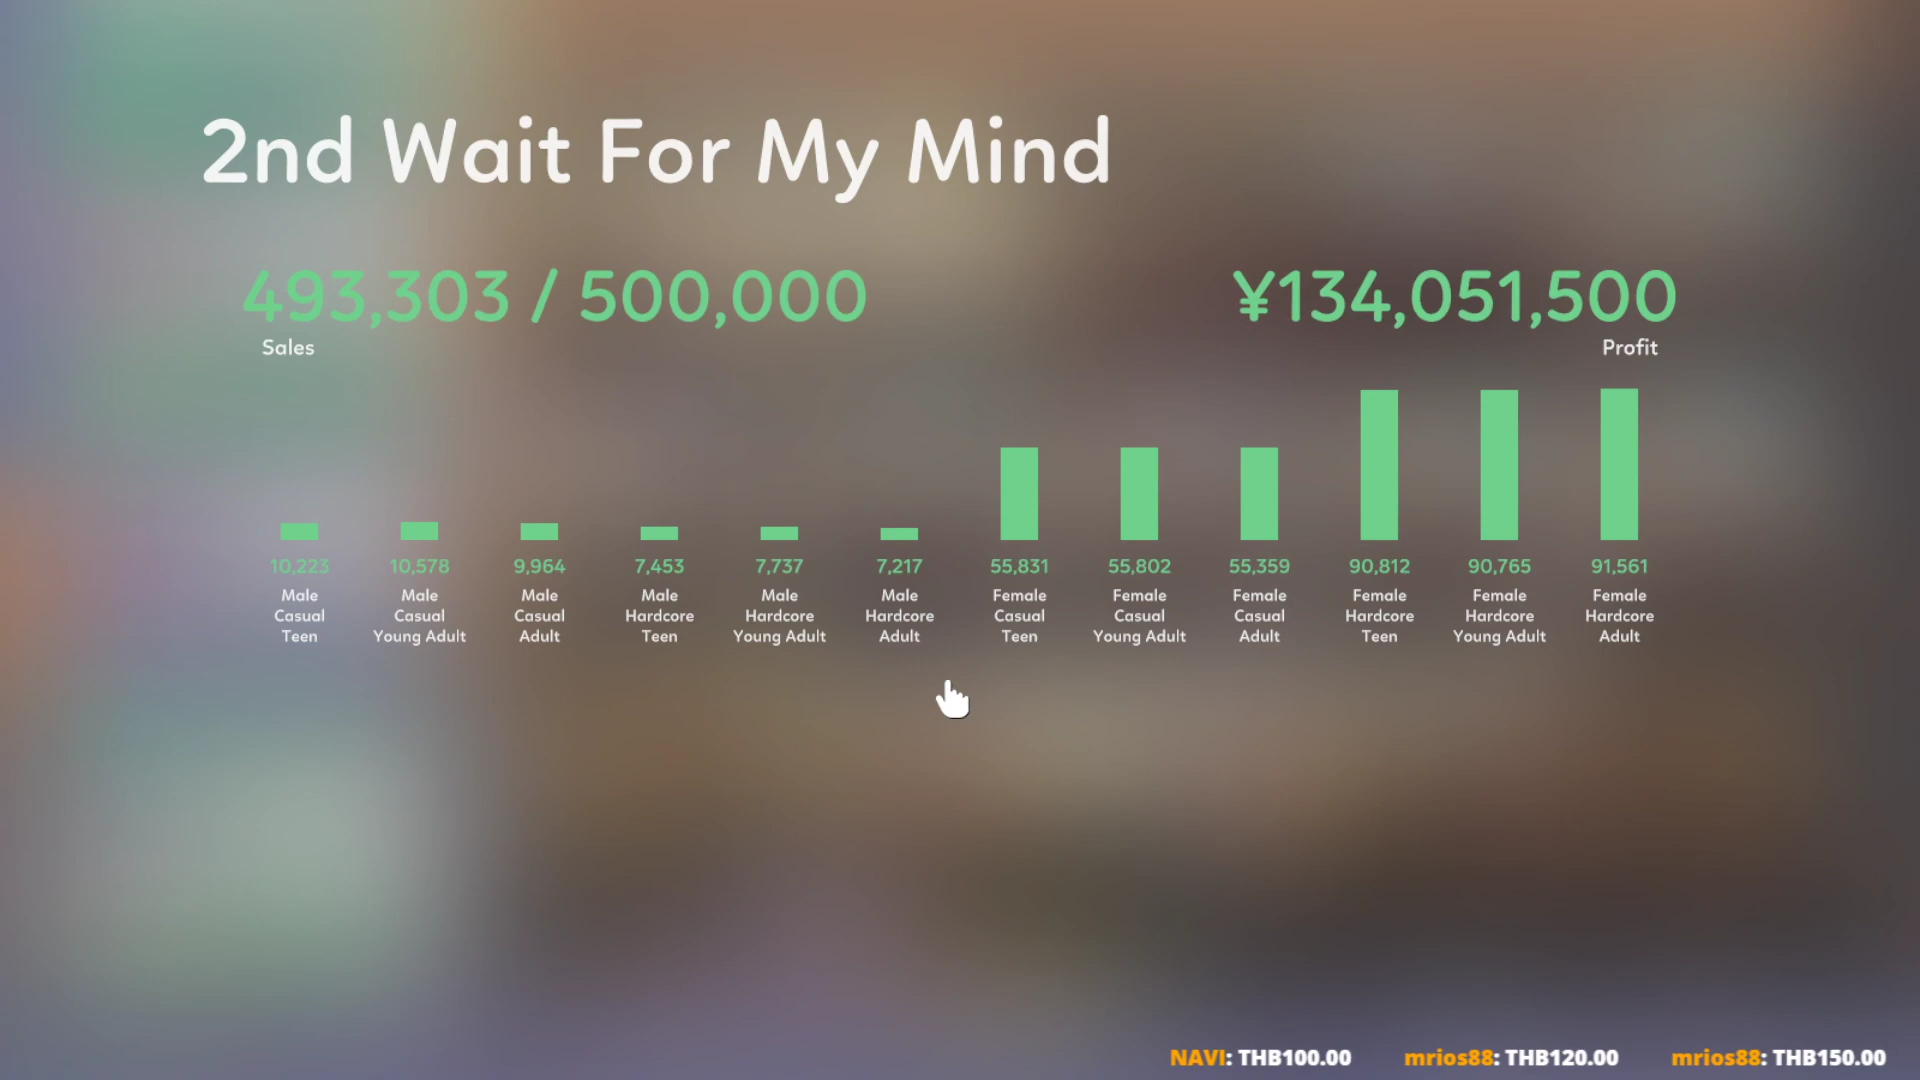 2nd Wait For My Mind
493,303 / 500,000
Sales
¥134,051,500
Profit
10,223
Male
Casual
Teen
10,578
Male
Casual
Young Adult
9,964
Male
Casual
Adult
7,453
Male
Hardcore
Teen
7,737
Male
Hardcore
Young Adult
7,217
Male
Hardcore
Adult
55,831
Female
Casual
Teen
55,802
Female
Casual
Young Adult
55,359
Female
Casual
Adult
90,812
Female
Hardcore
Teen
90,765
Female
Hardcore
Young Adult
91,561
Female
Hardcore
Adult
NAVI: THB100.00 mrios88: THB120.00 mrios88: THB150.00